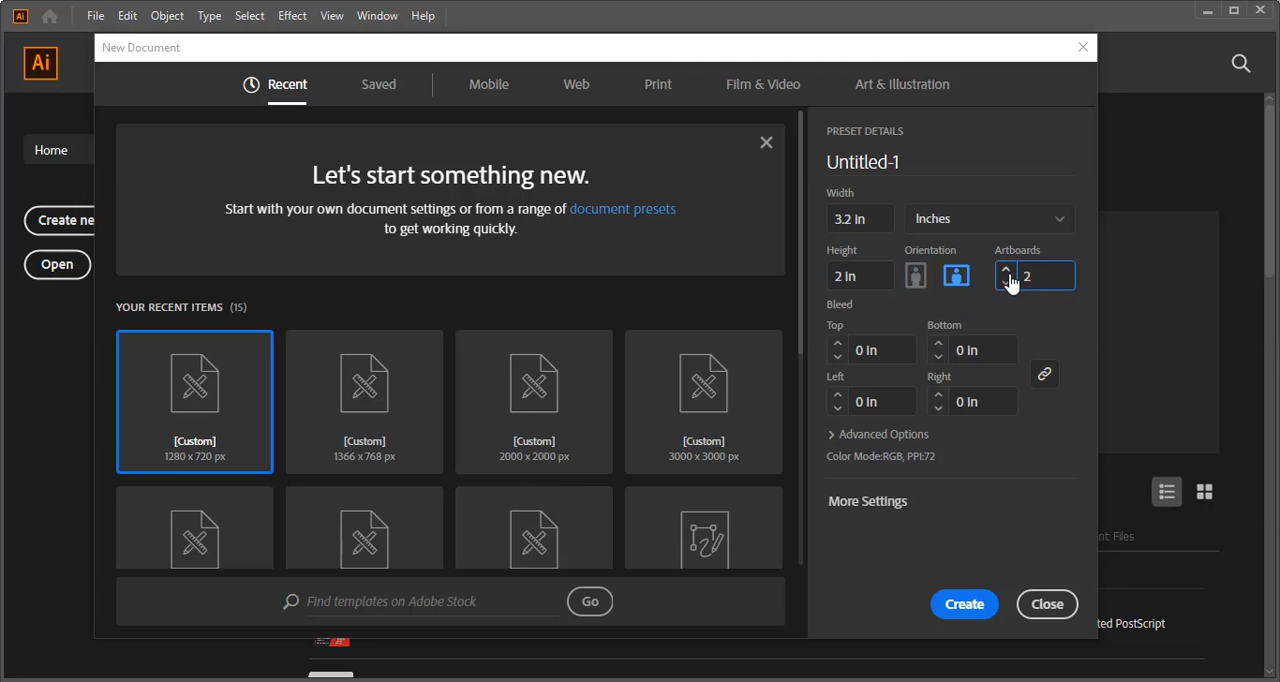 Ai
File Edit Object Type Select Effect View Window Help
Ai
New Document
Recent Saved Mobile Web Print Film & Video Art & Illustration
Home
Create ne
Open
Let's start something new.
Start with your own document settings or from a range of document presets
to get working quickly.
YOUR RECENT ITEMS (15)
[Custom]
1280 x 720 px
[Custom]
1366 x 768 px
[Custom]
2000 x 2000 px
[Custom]
3000 x 3000 px
Find templates on Adobe Stock
Go
PRESET DETAILS
Untitled-1
Width
3.2 in Inches
Height Orientation Artboards
2 in 2
Bleed
Top Bottom
0 in 0 in
Left Right
0 in 0 in
Advanced Options
Color Mode:RGB, PPI:72
More Settings
Create Close
nt Files
ted PostScript